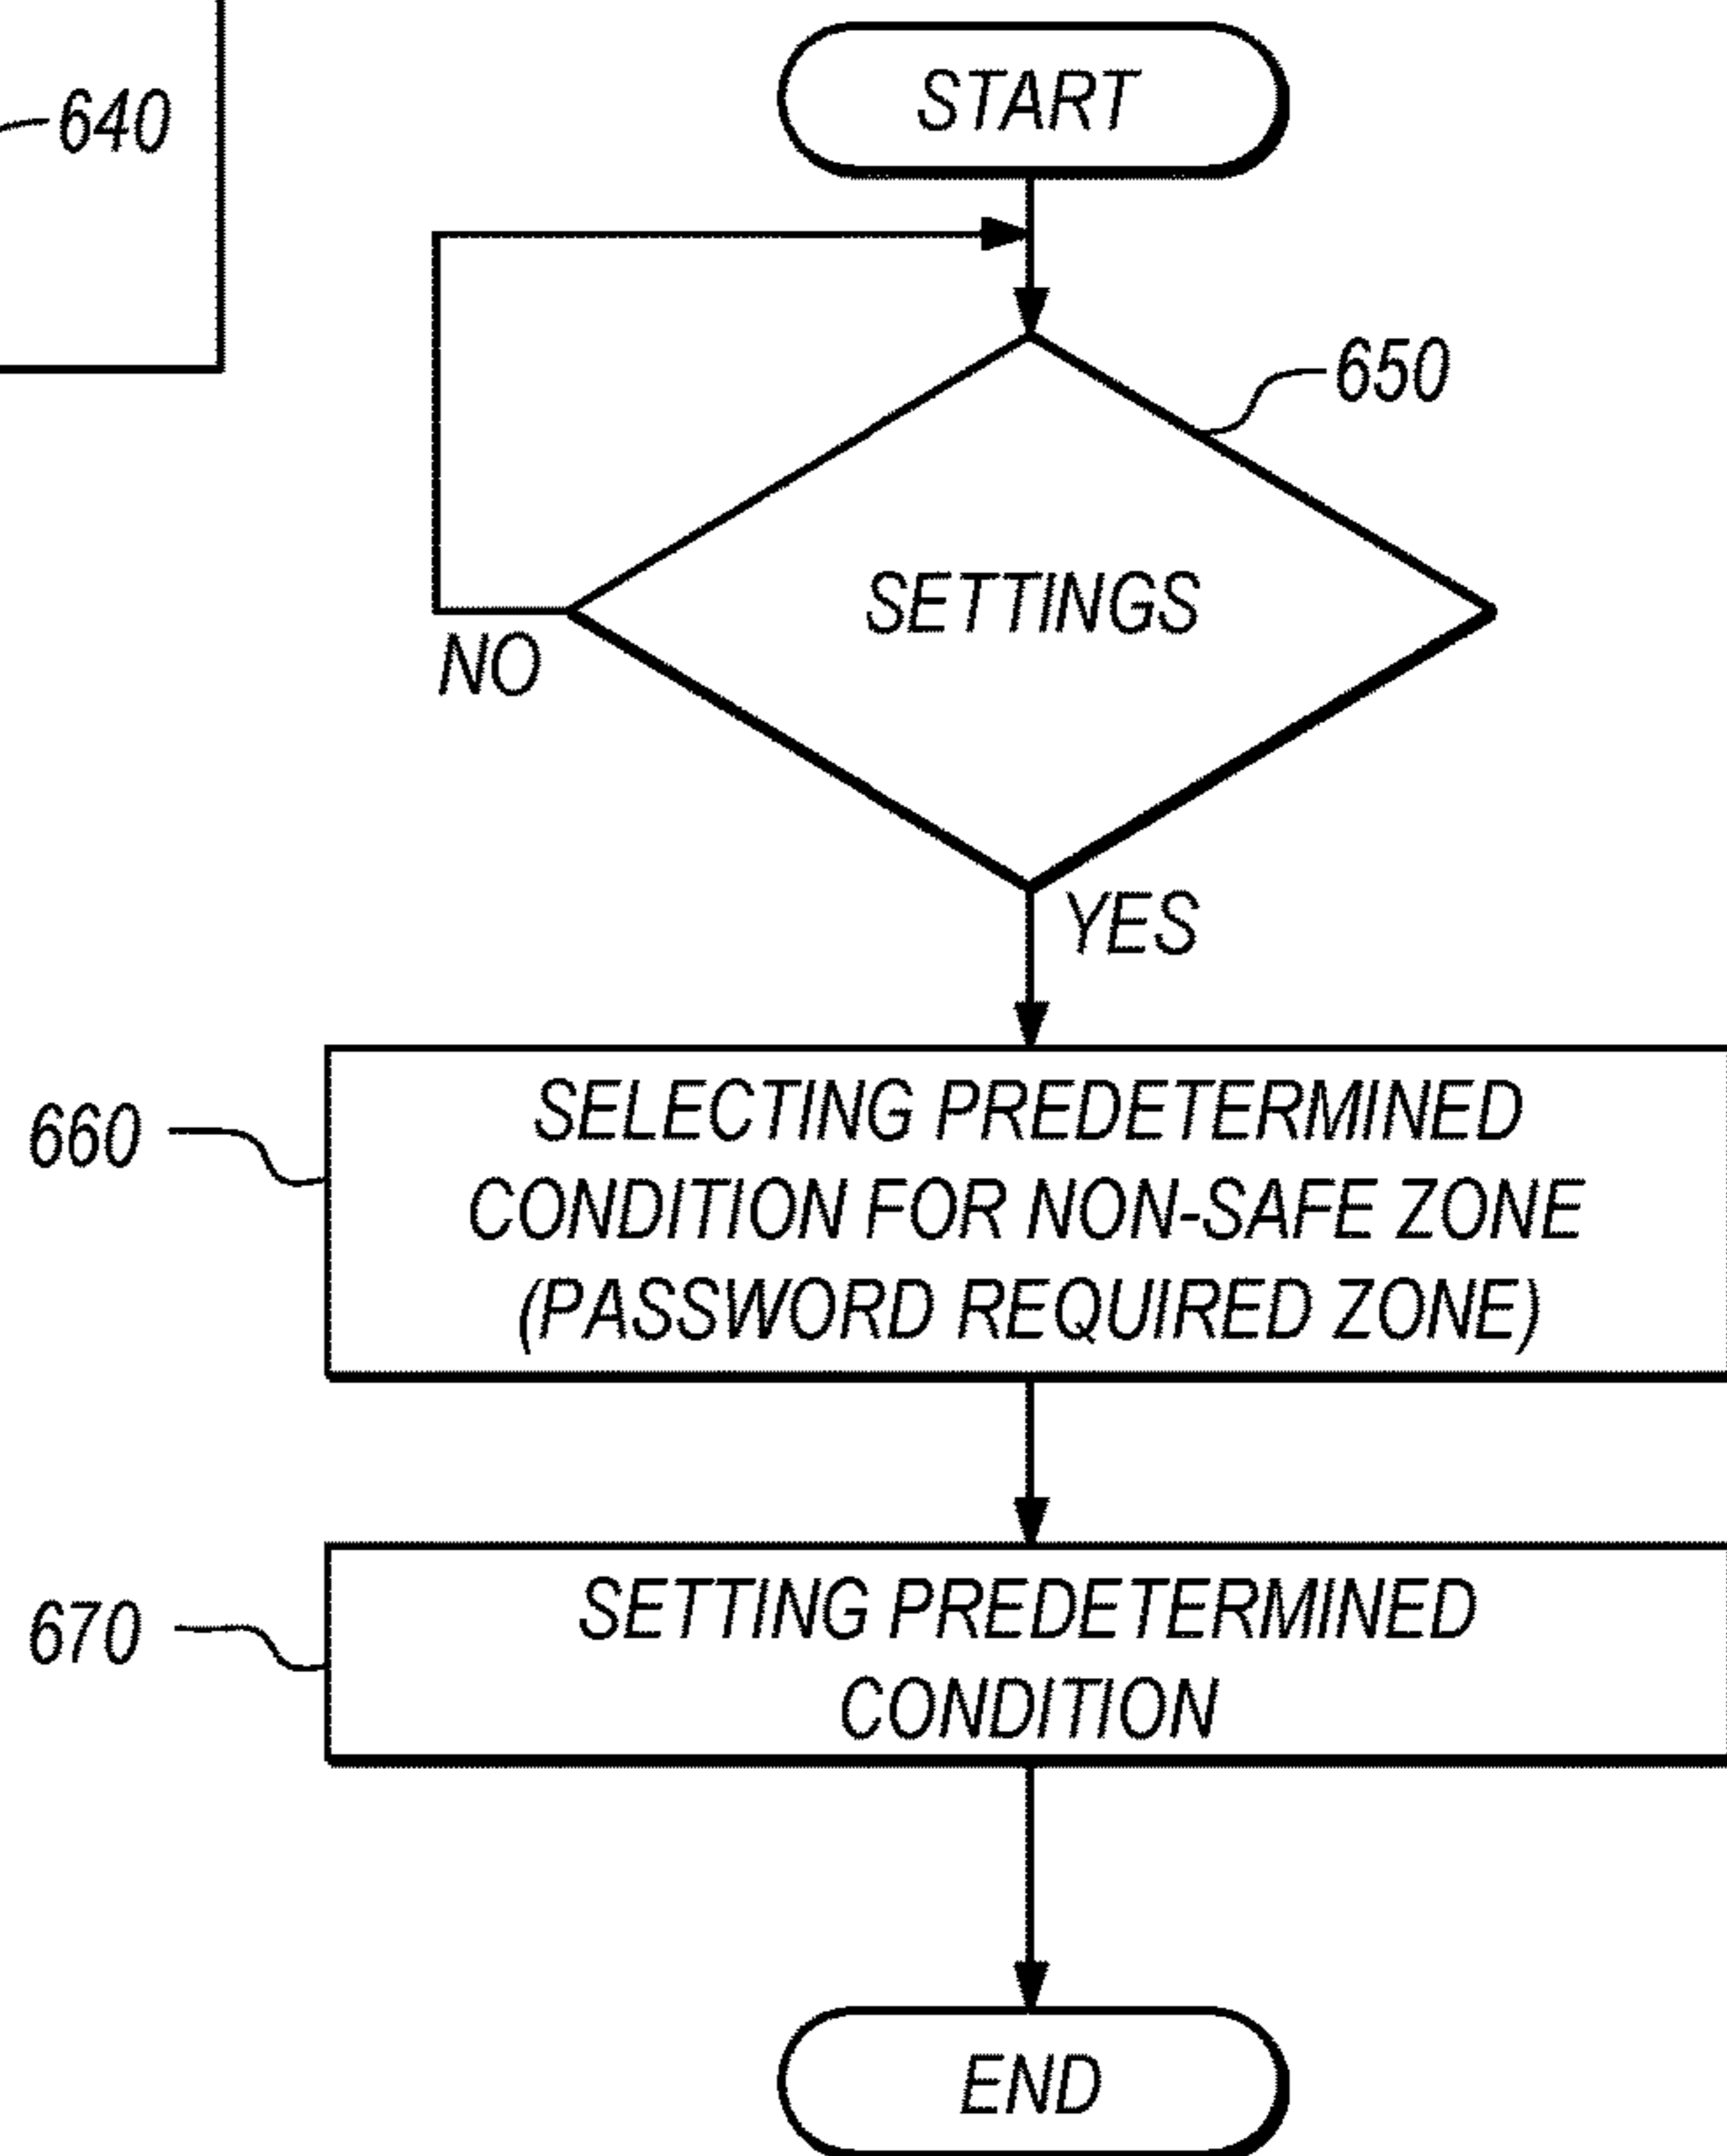 640
START
650
SETTINGS
NO
YES
660
SELECTING PREDETERMINED
CONDITION FOR NON-SAFE ZONE
(PASSWORD REQUIRED ZONE)
670
SETTING PREDETERMINED
CONDITION
END